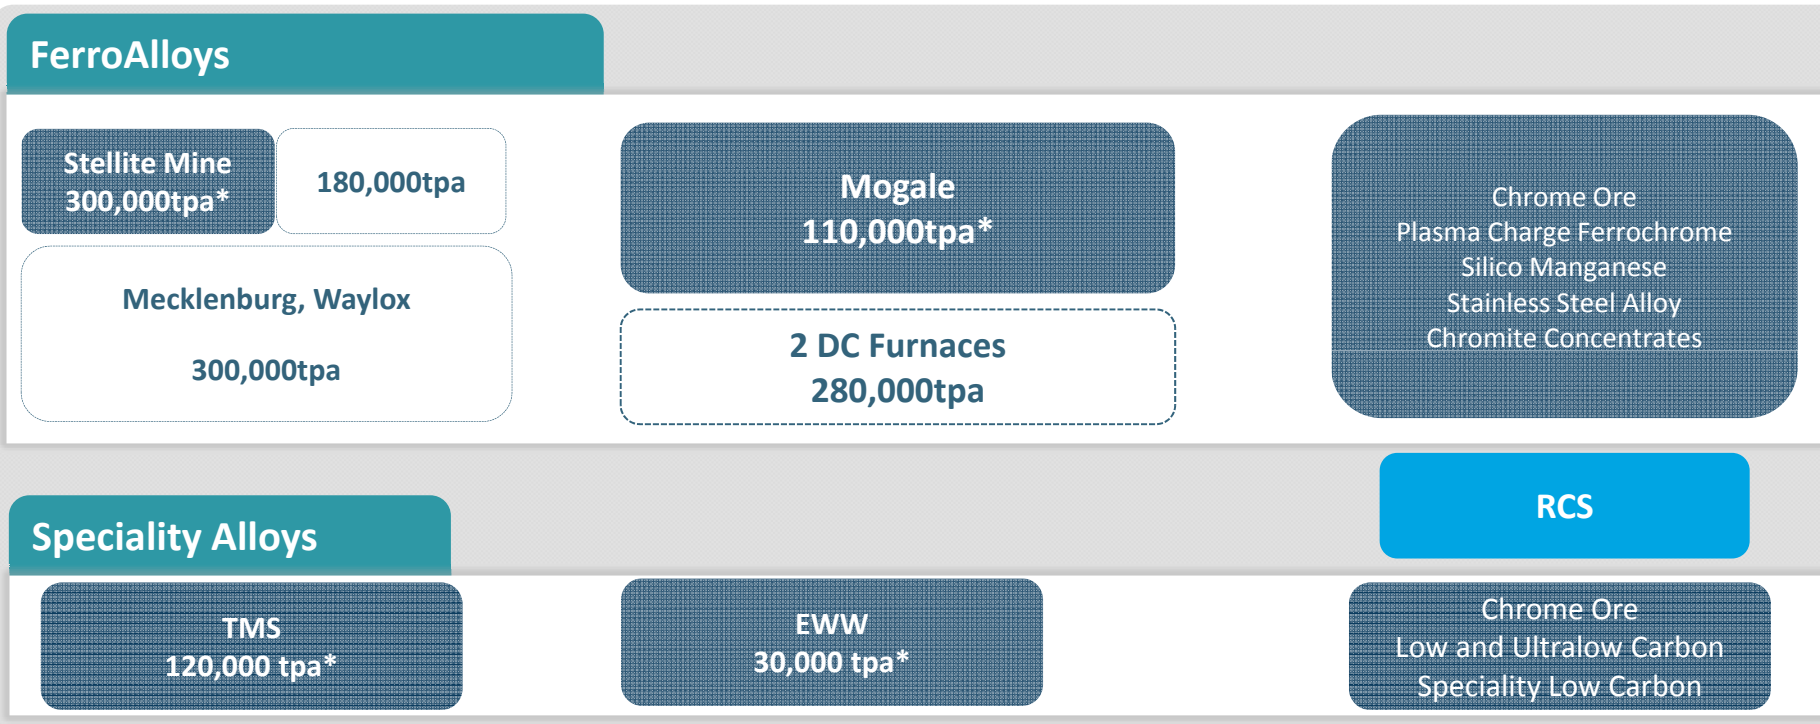 FerroAlloys
Stellite Mine
300,000tpa*
180,000tpa
Mecklenburg, Waylox
300,000tpa
Mogale
110,000tpa*
2 DC Furnaces
280,000tpa
Chrome Ore
Plasma Charge Ferrochrome
Silico Manganese
Stainless Steel Alloy
Chromite Concentrates
RCS
Speciality Alloys
TMS
120,000 tpa*
EWW
30,000 tpa*
Chrome Ore
Low and Ultralow Carbon
Speciality Low Carbon